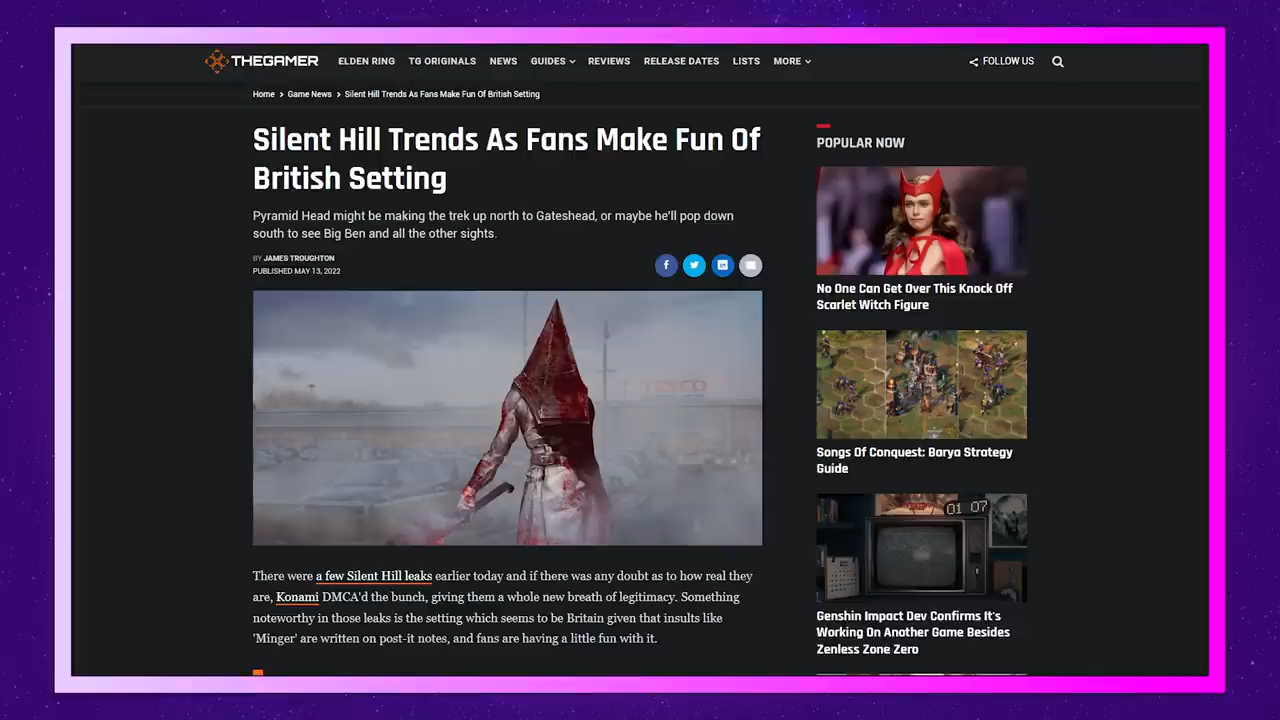 THEGAMER
ELDEN RING TG ORIGINALS NEWS GUIDES REVIEWS RELEASE DATES LISTS MORE FOLLOW US
Home > Game News > Silent Hill Trends As Fans Make Fun Of British Setting
Silent Hill Trends As Fans Make Fun Of
British Setting
Pyramid Head might be making the trek up north to Gateshead, or maybe he'll pop down
south to see Big Ben and all the other sights.
BY JAMES TROUGHTON
PUBLISHED MAY 13, 2022
TESCO
There were a few Silent Hill leaks earlier today and if there was any doubt as to how real they
are, Konami DMCA'd the bunch, giving them a whole new breath of legitimacy. Something
noteworthy in those leaks is the setting which seems to be Britain given that insults like
'Minger' are written on post-it notes, and fans are having a little fun with it.
POPULAR NOW
No One Can Get Over This Knock Off
Scarlet Witch Figure
Songs Of Conquest: Barya Strategy
Guide
01 07
Genshin Impact Dev Confirms It's
Working On Another Game Besides
Zenless Zone Zero